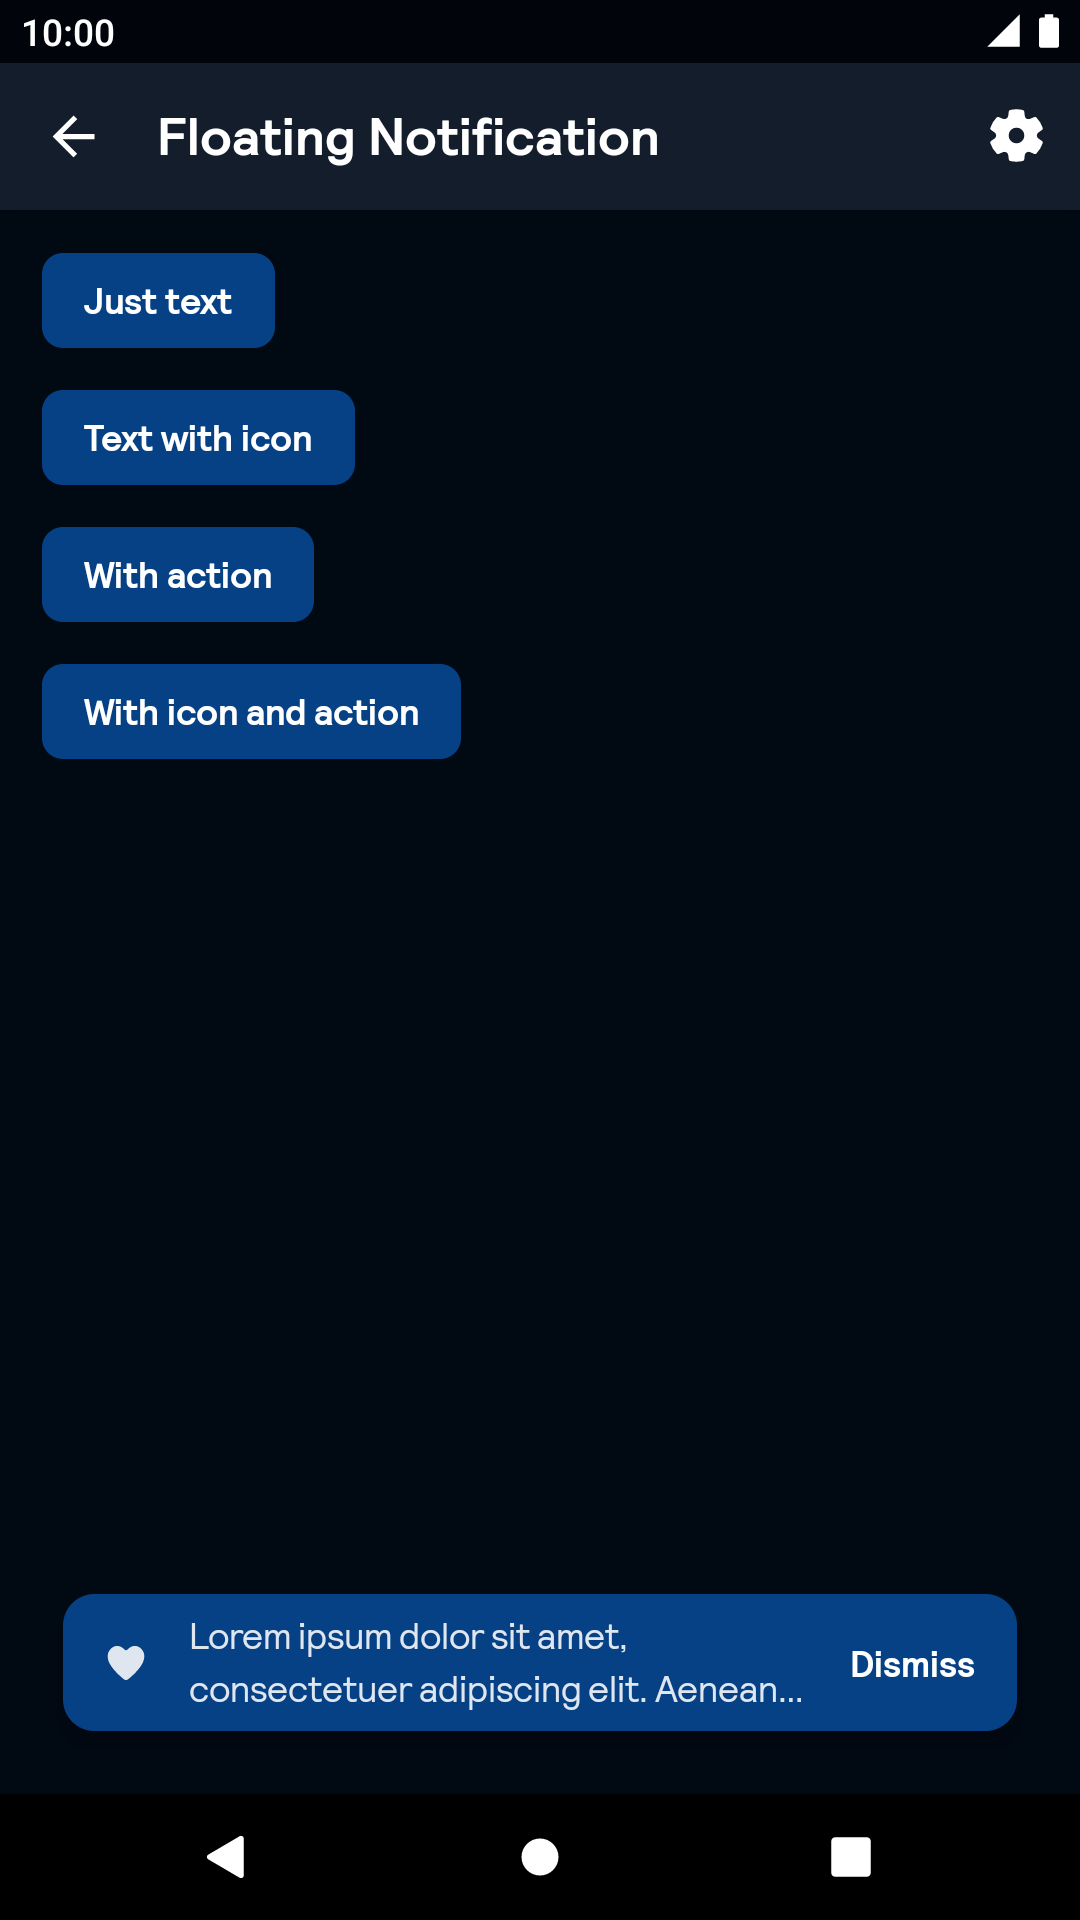 10:00
Floating Notification
Just text
Text with icon
With action
With icon and action
Lorem ipsum dolor sit amet,
consectetuer adipiscing elit. Aenean...
Dismiss